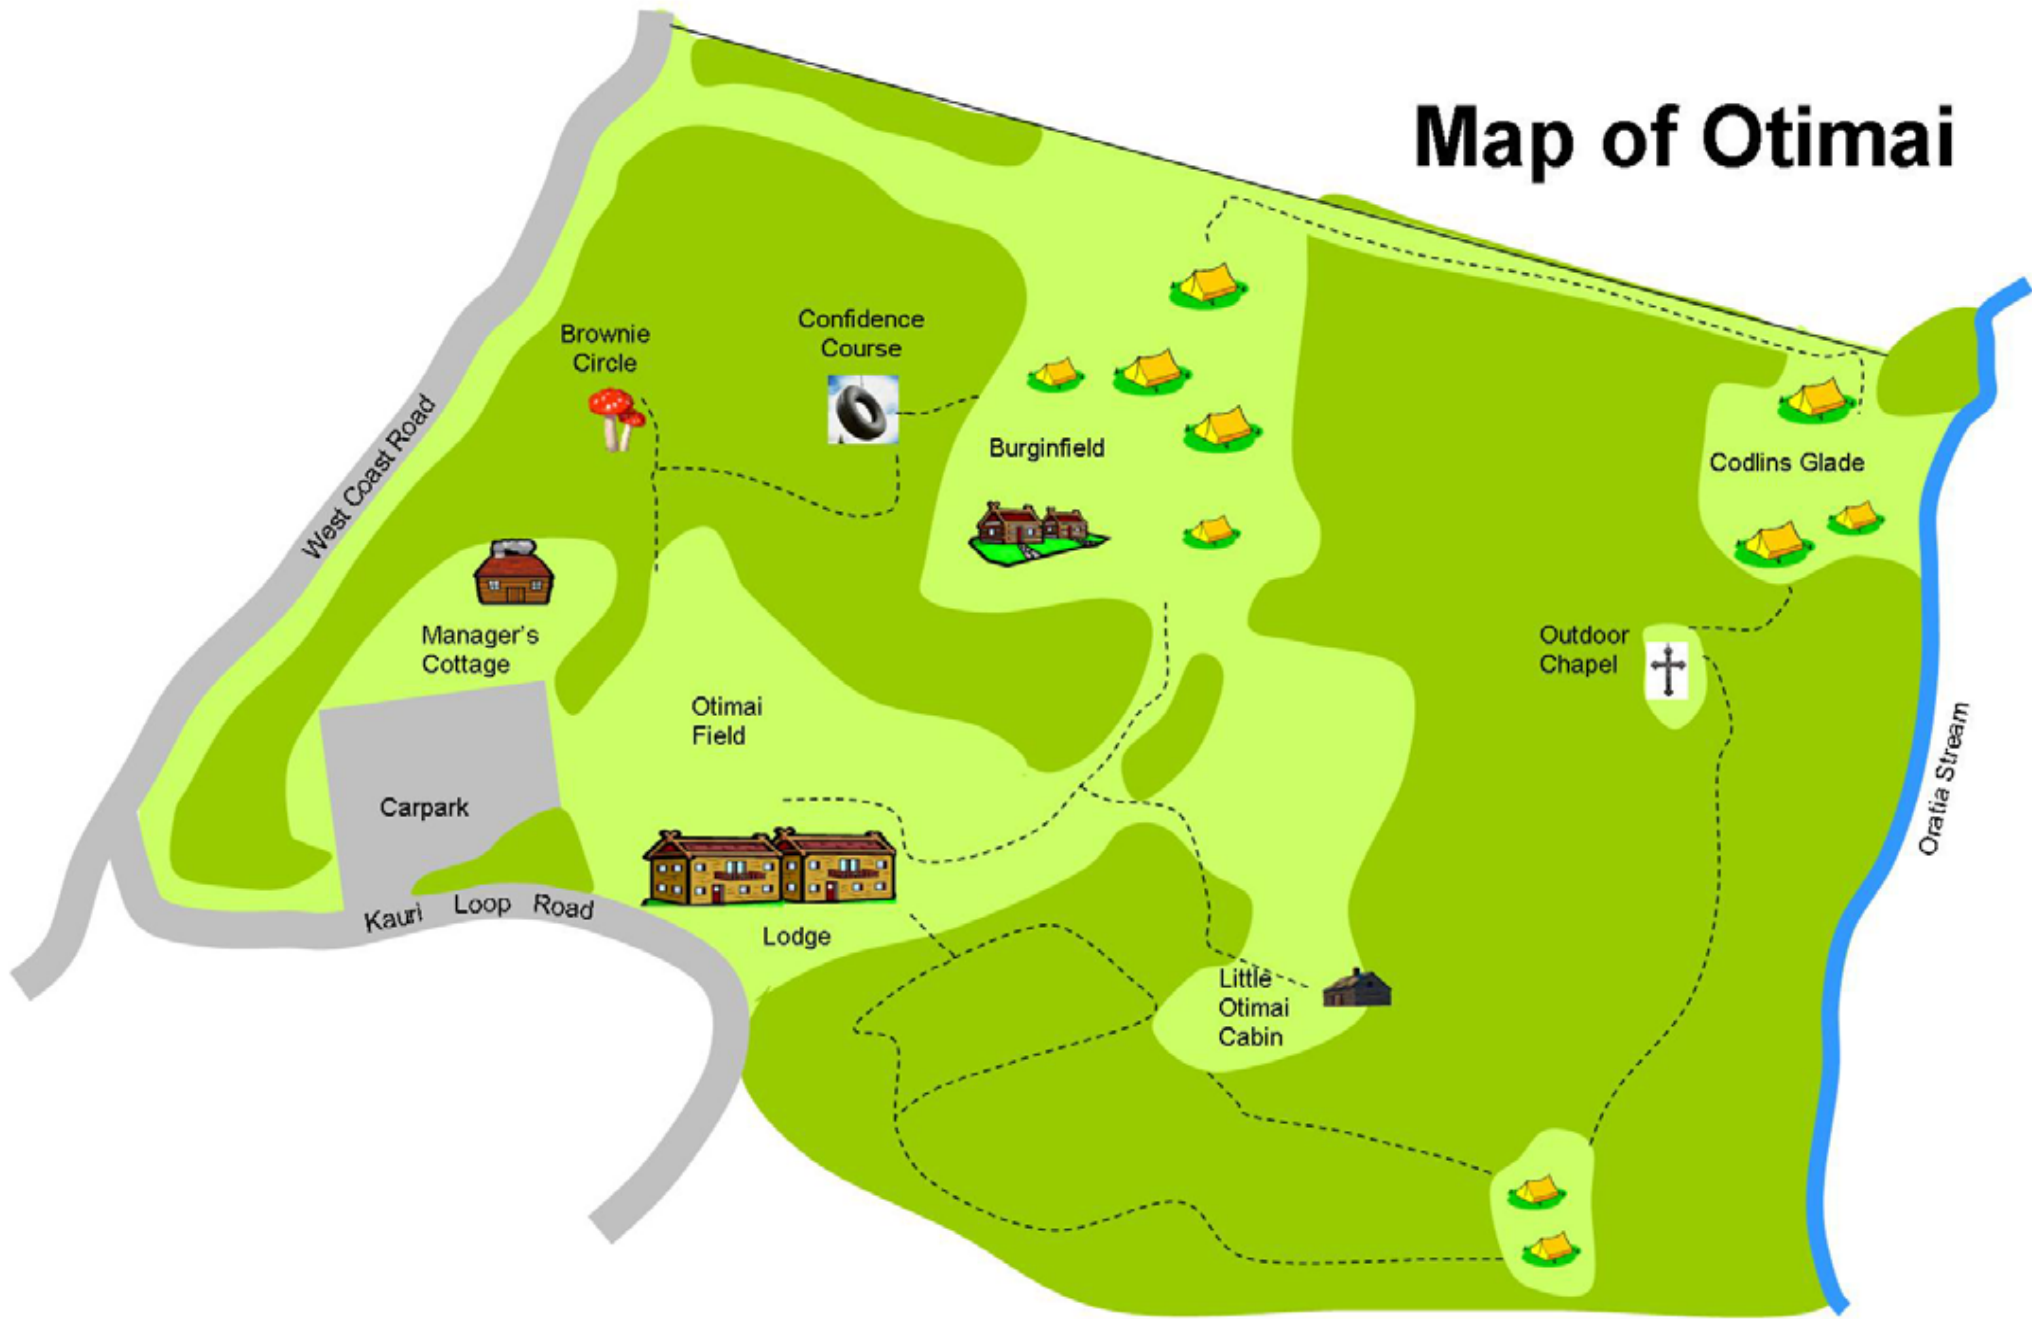 Map of Otimai
Brownie
Circle
Confidence
Course
West Coast Road
Burginfield
Codlins Glade
Manager's
Cottage
Outdoor
Chapel
Otimai
Field
Oratia Stream
Carpark
Kauri Loop Road
Lodge
Little
Otimai
Cabin